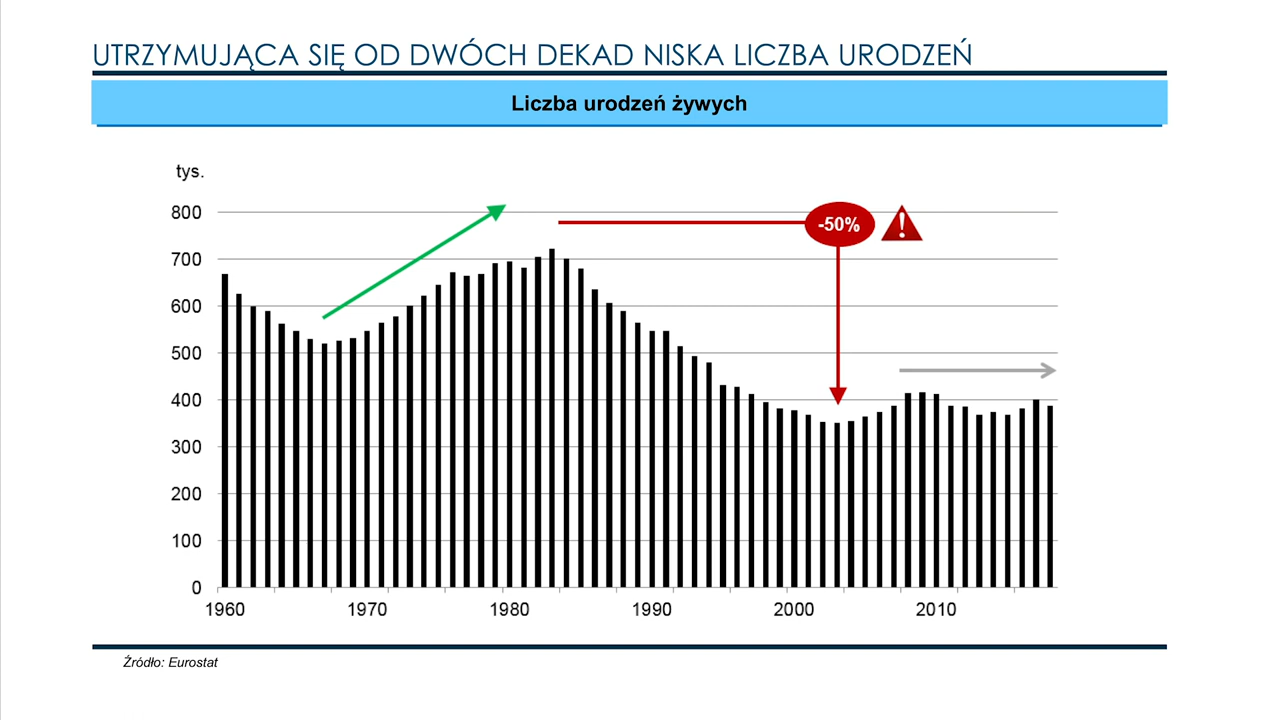 UTRZYMUJĄCA SIĘ OD DWÓCH DEKAD NISKA LICZBA URODZEŃ
Liczba urodzeń żywych
tys.
800
700
600
500
400
300
200
100
0
-50%
!
1960 1970 1980 1990 2000 2010
Źródło: Eurostat